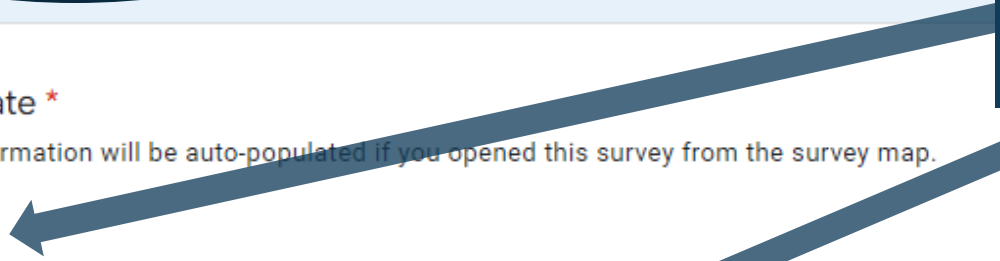 ate *
rmation will be auto-populated if you opened this survey from the survey map.